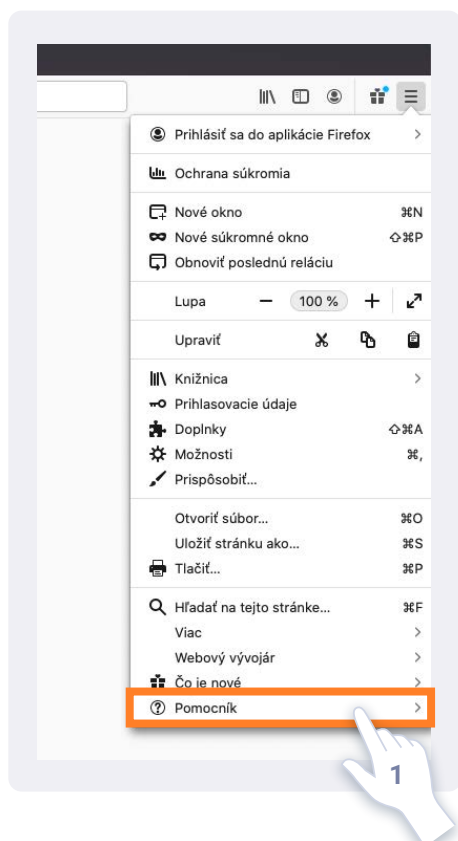 Prihlásiť sa do aplikácie Firefox
Ochrana súkromia
Nové okno ⌘N
Nové súkromné okno ⇧⌘P
Obnoviť poslednú reláciu
Lupa − 100 % +
Upraviť
Knižnica
Prihlasovacie údaje
Doplnky ⇧⌘A
Možnosti ⌘,
Prispôsobiť...
Otvoriť súbor... ⌘O
Uložiť stránku ako... ⌘S
Tlačiť... ⌘P
Hľadať na tejto stránke... ⌘F
Viac
Webový vývojár
Čo je nové
Pomocník
1